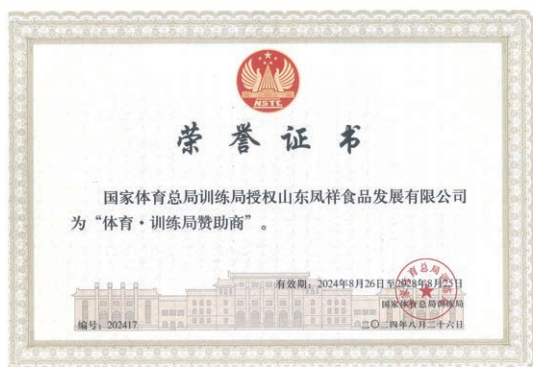 NSTC
荣誉证书
国家体育总局训练局授权山东凤祥食品发展有限公司
为“体育·训练局赞助商”。
有效期：2024年8月26日至2028年8月25日
国家体育总局训练局
编号：202417
二〇二四年八月二十六日